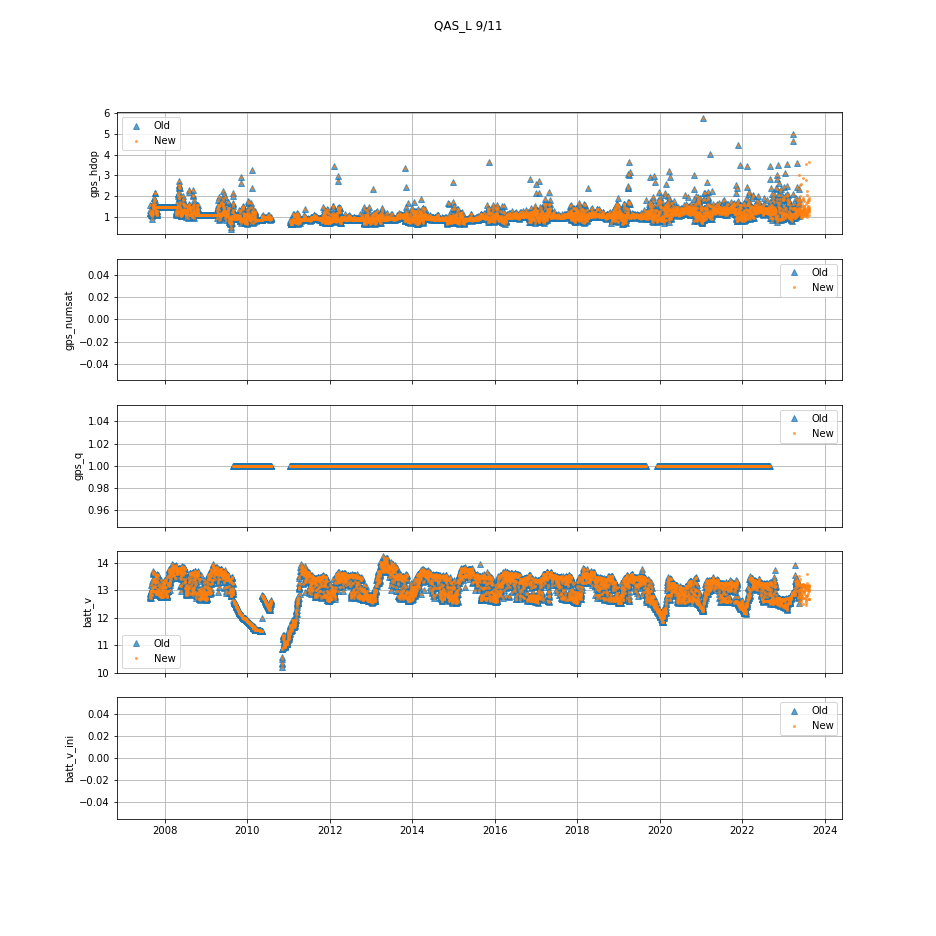 QAS_L 9/11
6
5
4
3
2
1
gps_hdop
Old
New
0.04
0.02
0.00
−0.02
−0.04
gps_numsat
Old
New
1.04
1.02
1.00
0.98
0.96
gps_q
Old
New
14
13
12
11
10
batt_v
Old
New
0.04
0.02
0.00
−0.02
−0.04
batt_v_ini
Old
New
2008 2010 2012 2014 2016 2018 2020 2022 2024